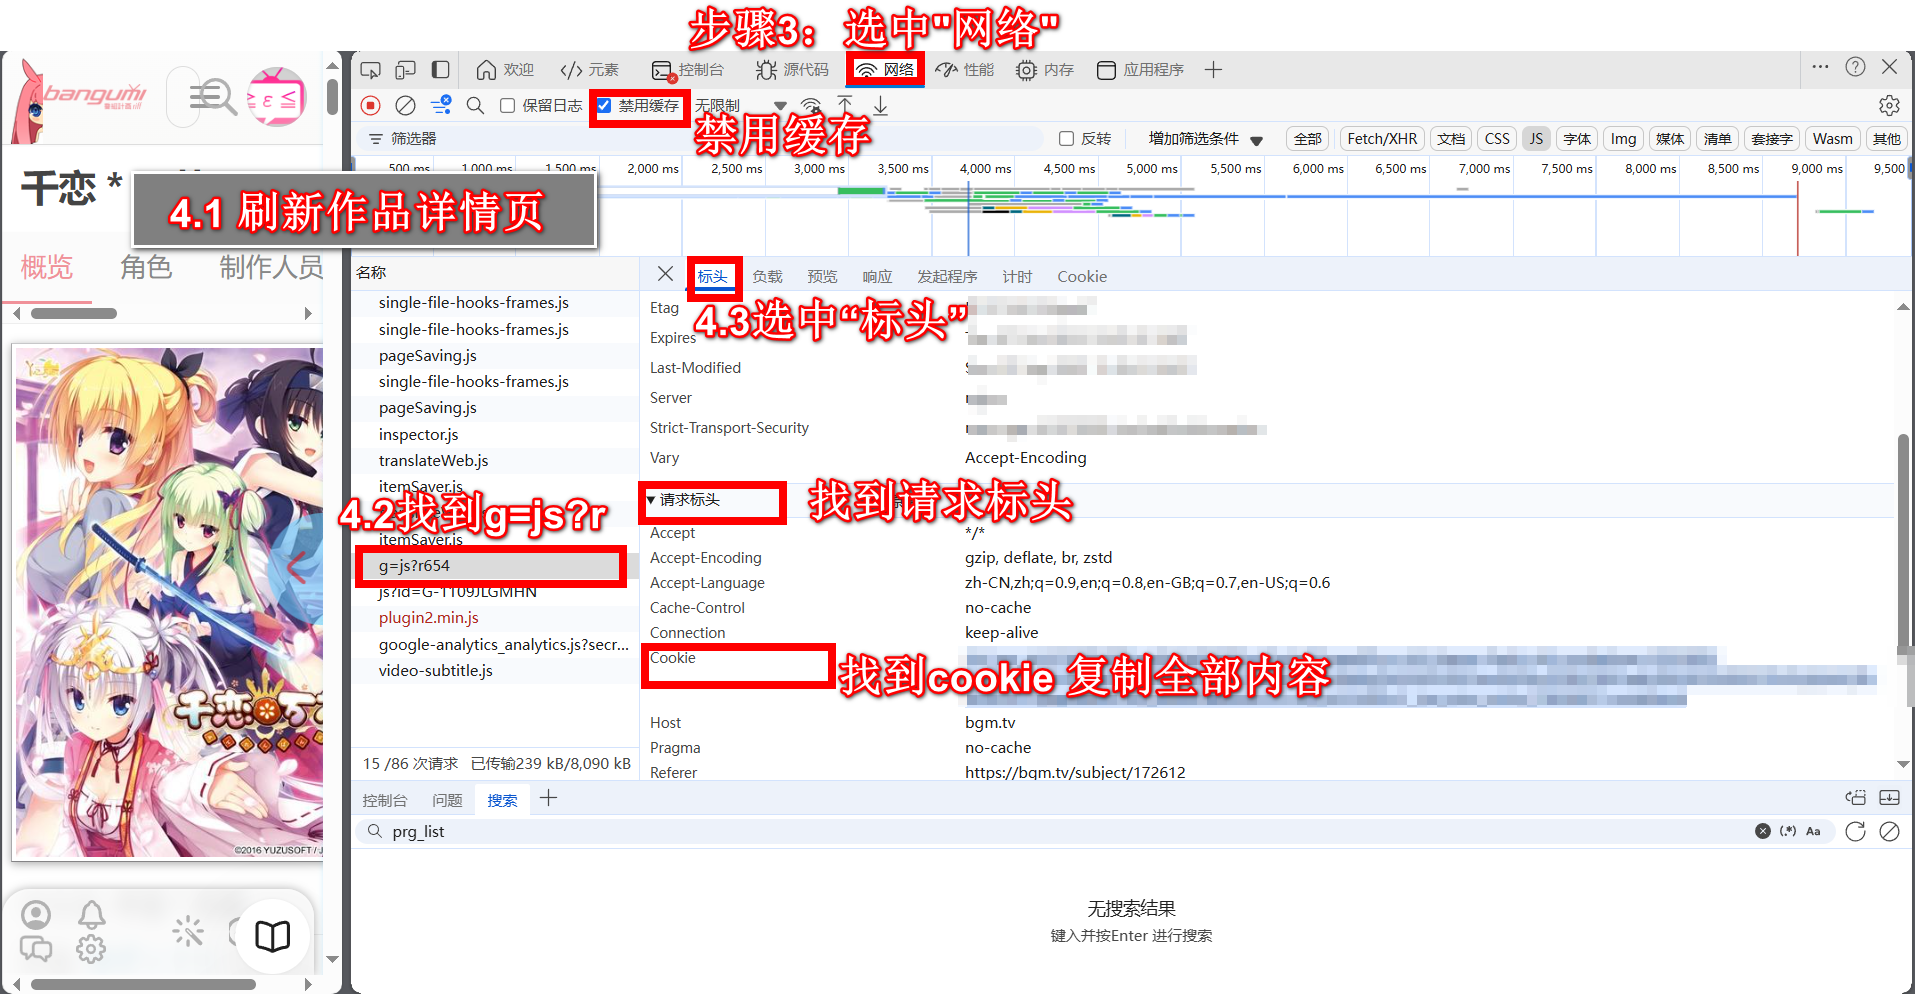 步骤3：选中"网络"
欢迎
元素
控制台
源代码
网络
性能
内存
应用程序
保留日志
禁用缓存
无限制
禁用缓存
筛选器
反转
增加筛选条件
全部
Fetch/XHR
文档
CSS
JS
字体
Img
媒体
清单
套接字
Wasm
其他
500 ms
1,000 ms
1,500 ms
2,000 ms
2,500 ms
3,000 ms
3,500 ms
4,000 ms
4,500 ms
5,000 ms
5,500 ms
6,000 ms
6,500 ms
7,000 ms
7,500 ms
8,000 ms
8,500 ms
9,000 ms
9,500
bangumi
千恋＊
4.1 刷新作品详情页
概览
角色
制作人员
千恋
©2016 YUZUSOFT / J
名称
single-file-hooks-frames.js
single-file-hooks-frames.js
pageSaving.js
single-file-hooks-frames.js
pageSaving.js
inspector.js
translateWeb.js
itemSaver.js
4.2找到g=js?r
itemSaver.js
g=js?r654
js?id=G-1109JLGMHN
plugin2.min.js
google-analytics_analytics.js?secr...
video-subtitle.js
15 /86 次请求
已传输239 kB/8,090 kB
标头
负载
预览
响应
发起程序
计时
Cookie
4.3选中“标头”
Etag
Expires
Last-Modified
Server
Strict-Transport-Security
Vary
Accept-Encoding
请求标头
找到请求标头
Accept
*/*
Accept-Encoding
gzip, deflate, br, zstd
Accept-Language
zh-CN,zh;q=0.9,en;q=0.8,en-GB;q=0.7,en-US;q=0.6
Cache-Control
no-cache
Connection
keep-alive
Cookie
找到cookie 复制全部内容
Host
bgm.tv
Pragma
no-cache
Referer
https://bgm.tv/subject/172612
控制台
问题
搜索
prg_list
(.*)
Aa
无搜索结果
键入并按Enter 进行搜索